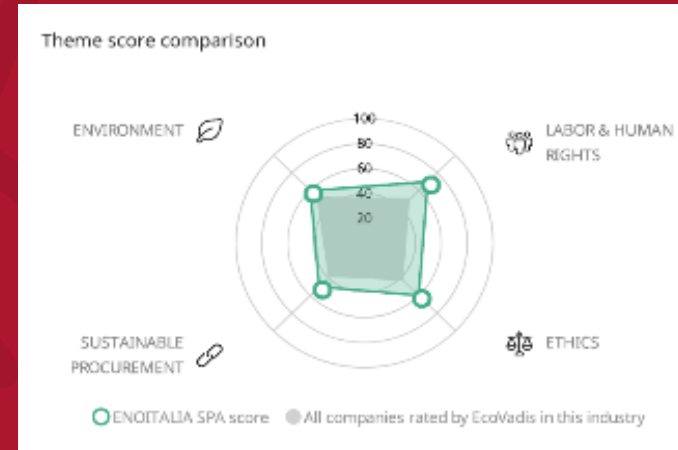 Theme score comparison
100
ENVIRONMENT
LABOR & HUMAN
RIGHTS
80
60
40
20
SUSTAINABLE
PROCUREMENT
ETHICS
ENOITALIA SPA score
All companies rated by EcoVadis in this industry